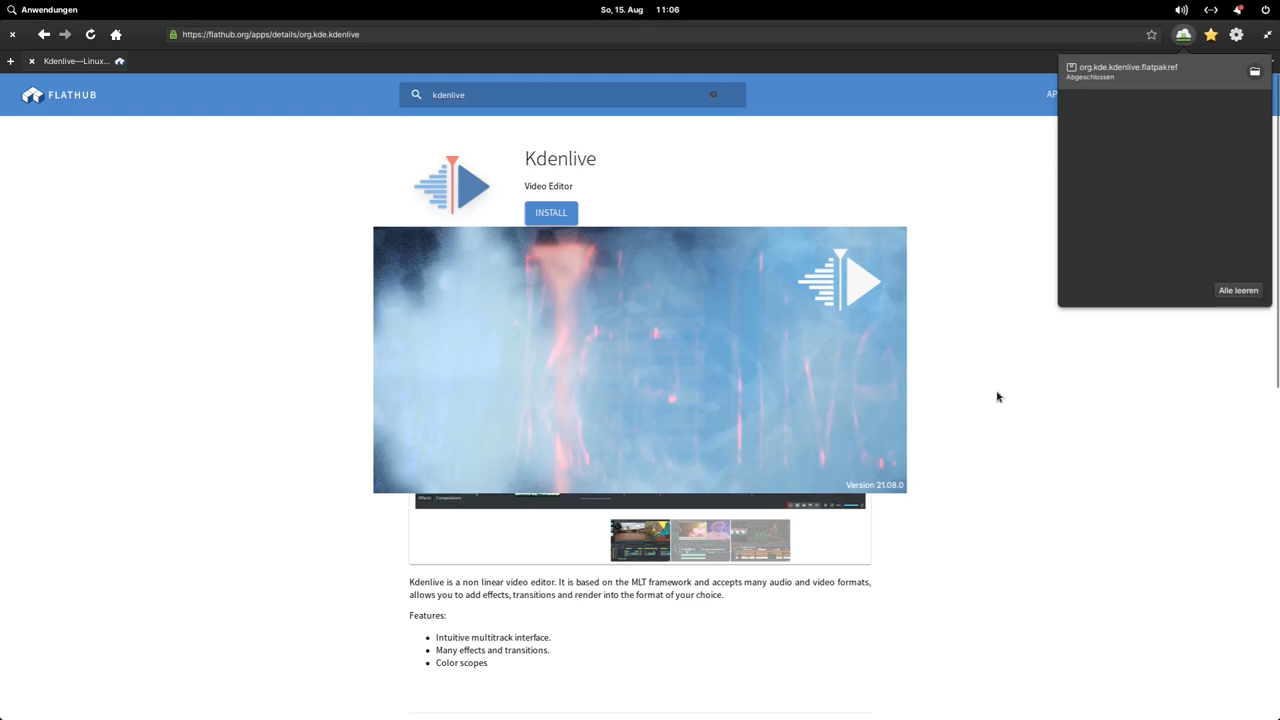 Anwendungen
So, 15. Aug 11:06
https://flathub.org/apps/details/org.kde.kdenlive
Kdenlive—Linux...
org.kde.kdenlive.flatpakref
Abgeschlossen
FLATHUB
kdenlive
AP
Kdenlive
Video Editor
INSTALL
Alle leeren
Version 21.08.0
Effects Compositions
Kdenlive is a non linear video editor. It is based on the MLT framework and accepts many audio and video formats,
allows you to add effects, transitions and render into the format of your choice.
Features:
Intuitive multitrack interface.
Many effects and transitions.
Color scopes